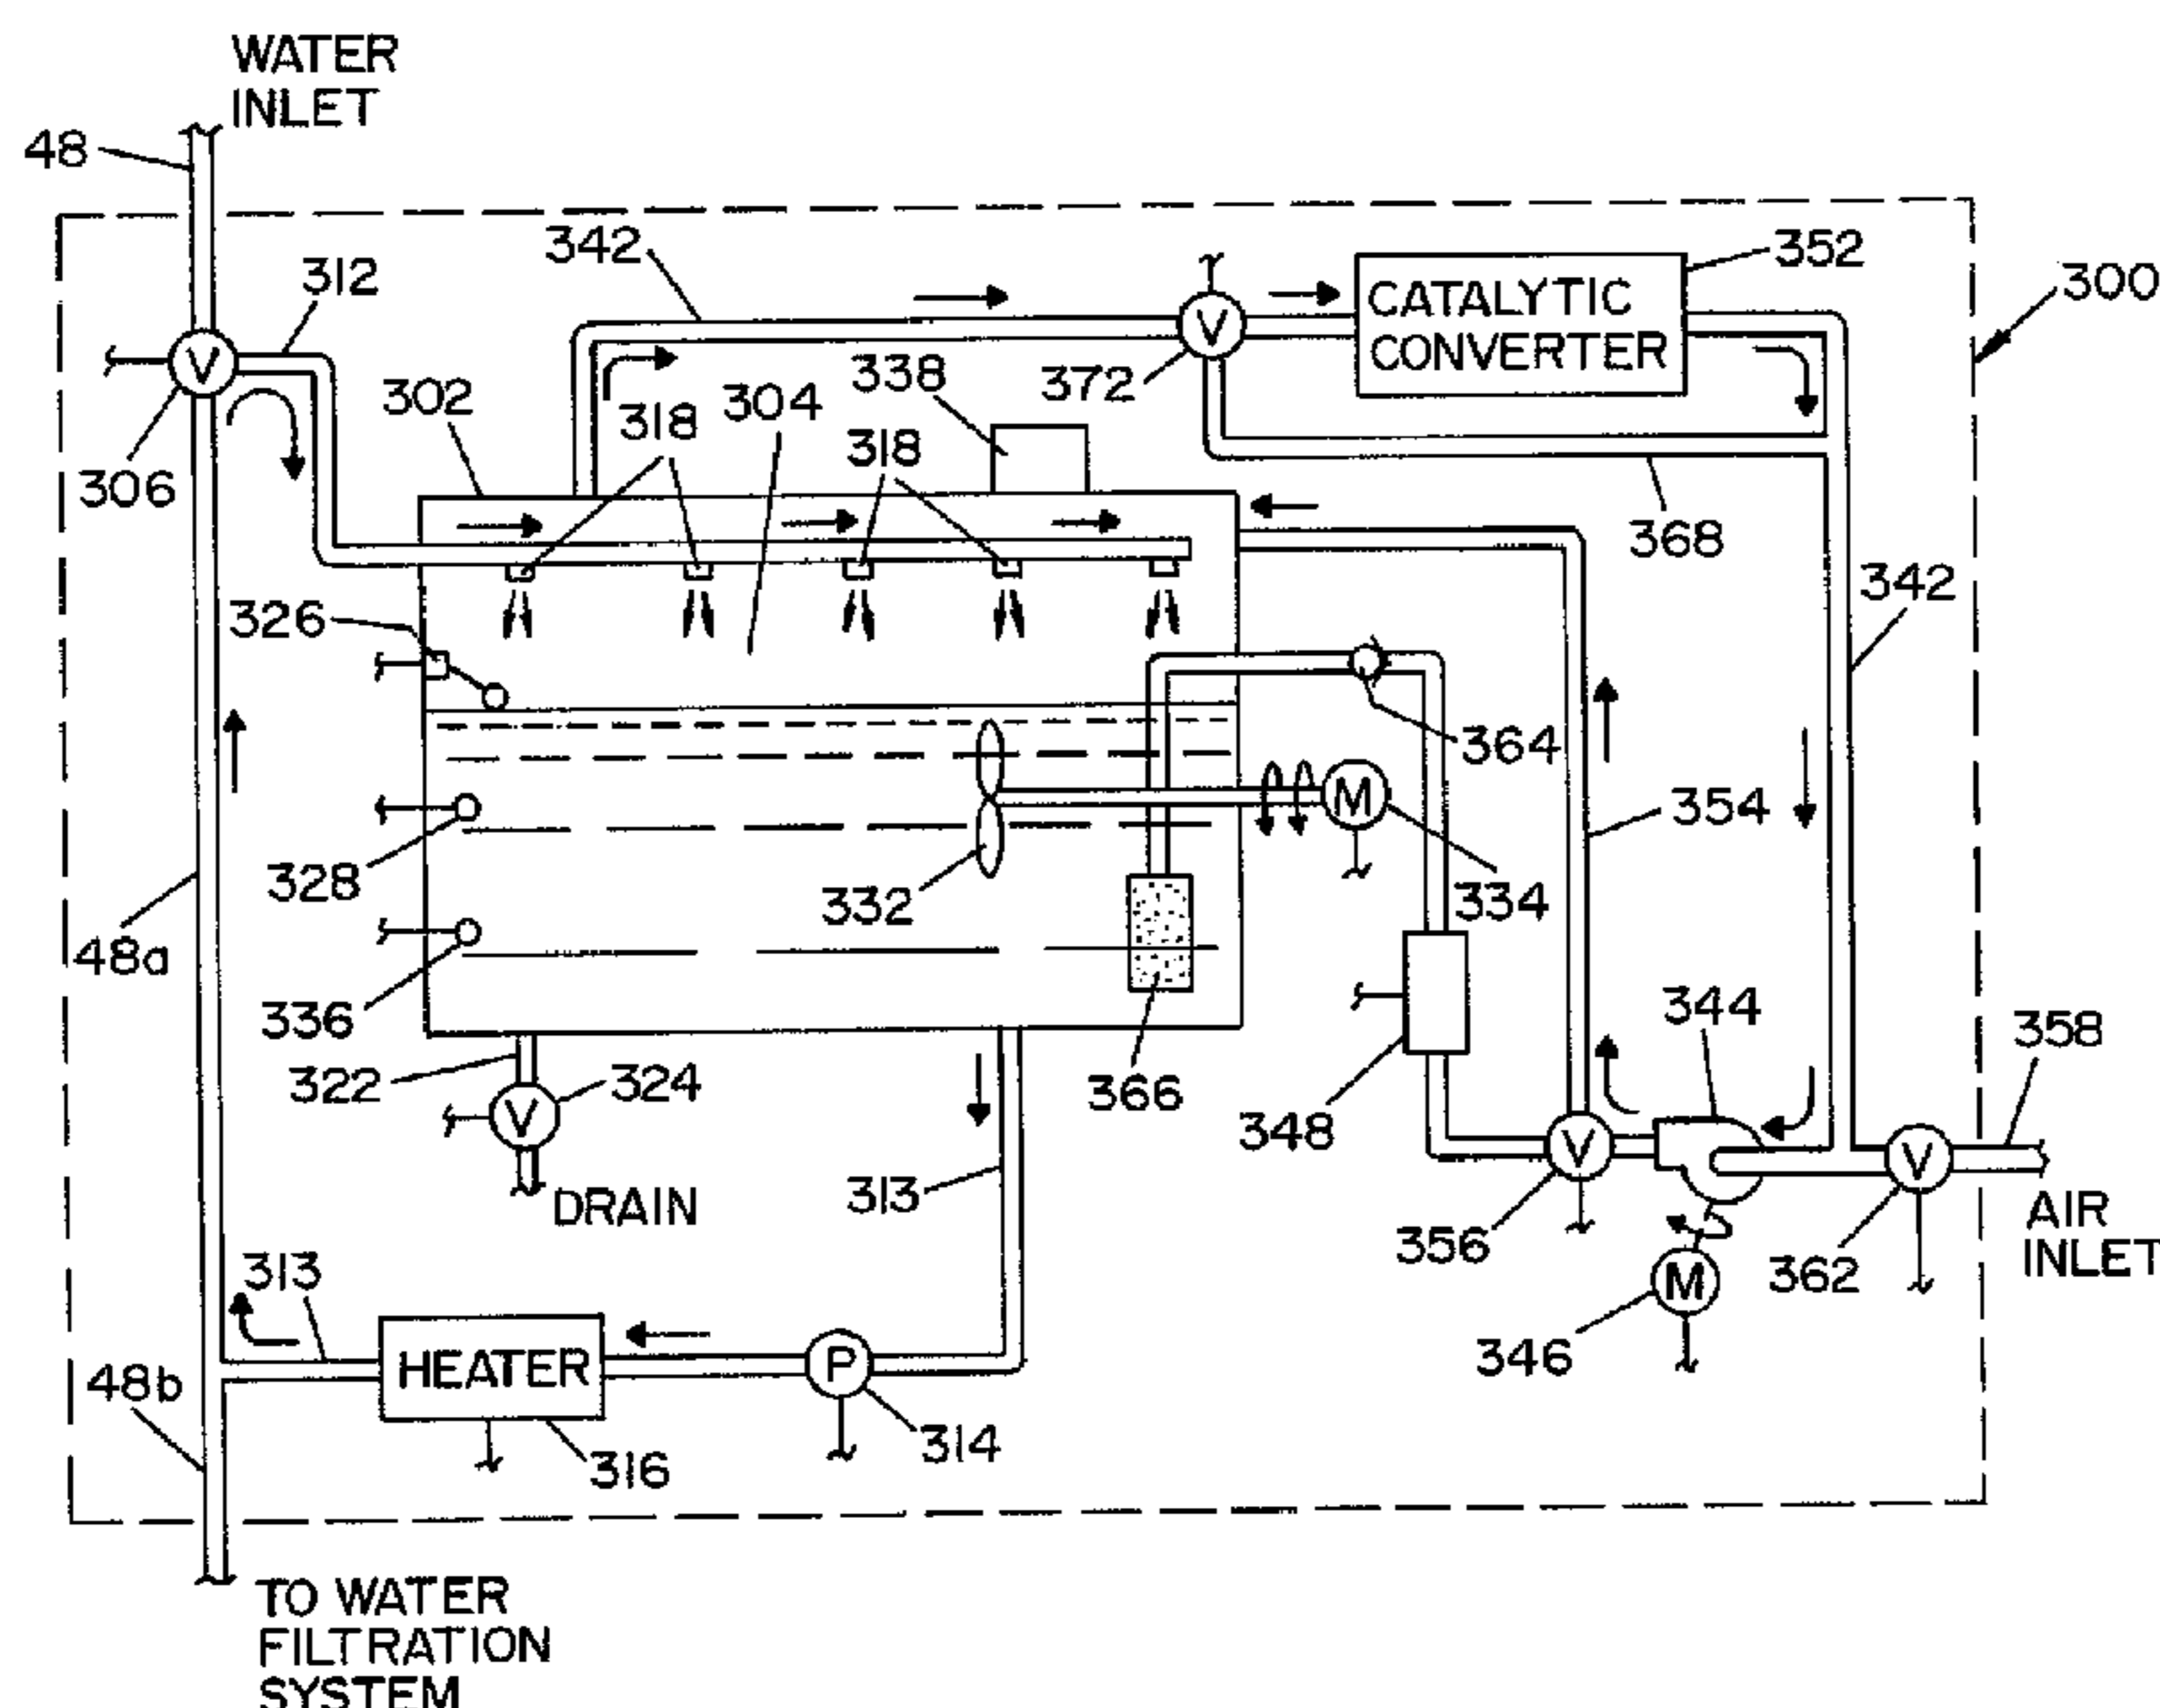 WATER
INLET
48
342
352
300
312
V
CATALYTIC
CONVERTER
V
302
318
304
338
318
372
306
368
342
326
364
M
354
328
332
334
48a
336
344
358
322
324
366
348
V
V
V
DRAIN
313
356
362
AIR
INLET
313
M
346
48b
HEATER
P
316
314
TO WATER
FILTRATION
SYSTEM